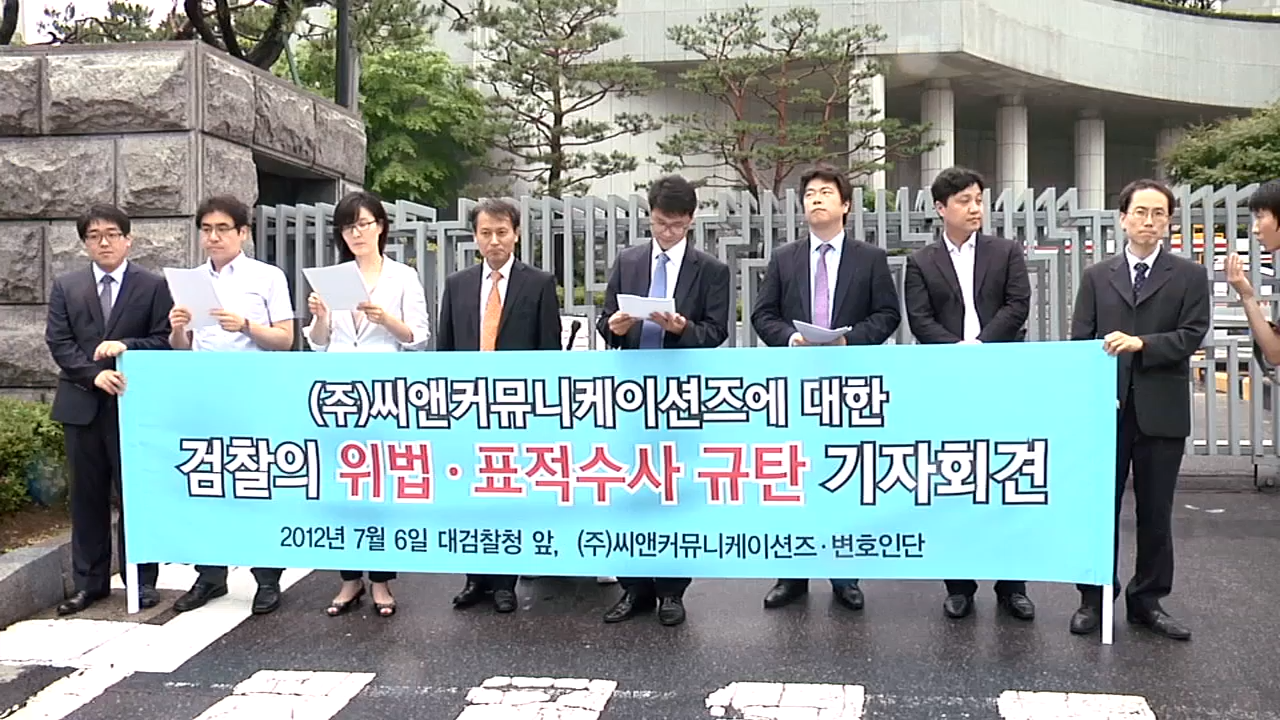 (주)씨앤커뮤니케이션즈에 대한
검찰의 위법·표적수사 규탄 기자회견
2012년 7월 6일 대검찰청 앞, (주)씨앤커뮤니케이션즈·변호인단